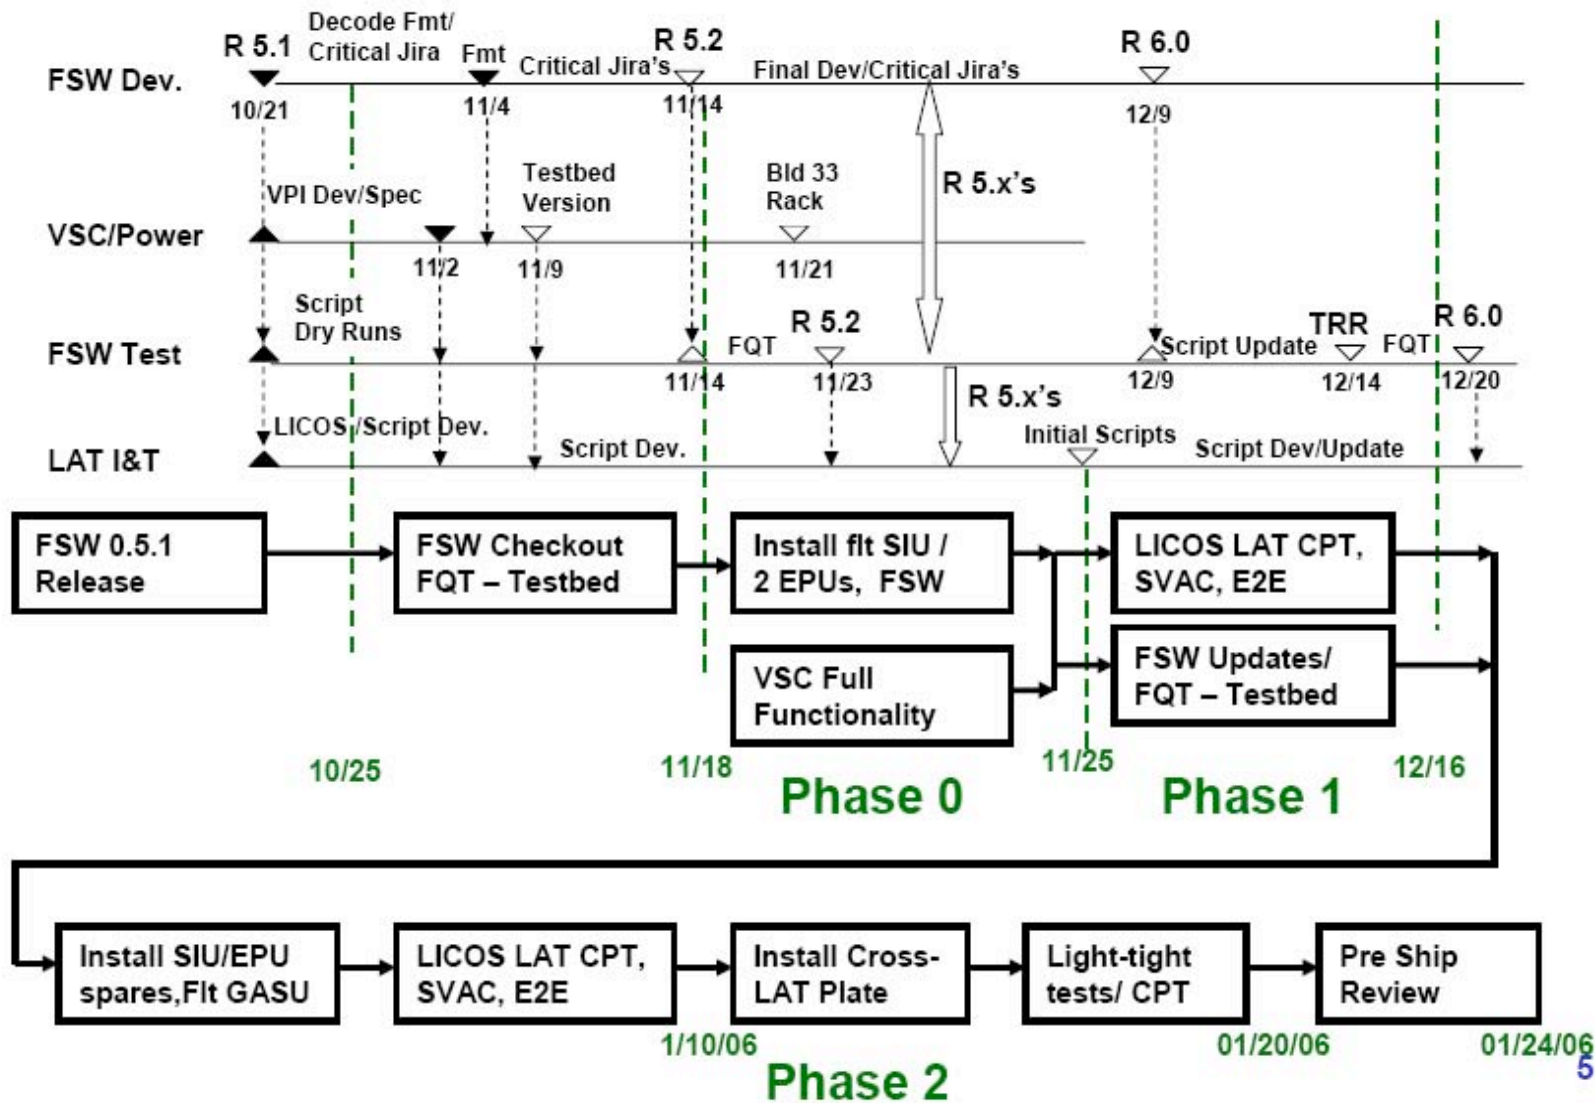 Decode Fmt/
Critical Jira
R 5.1
Fmt
Critical Jira's
R 5.2
Final Dev/Critical Jira's
R 6.0
FSW Dev.
10/21
11/4
11/14
12/9
VPI Dev/Spec
Testbed
Version
Bld 33
Rack
R 5.x's
VSC/Power
11/2
11/9
11/21
Script
Dry Runs
FQT
R 5.2
Script Update
TRR
FQT
R 6.0
FSW Test
11/14
11/23
12/9
12/14
12/20
R 5.x's
LICOS /Script Dev.
Script Dev.
Initial Scripts
Script Dev/Update
LAT I&T
FSW 0.5.1
Release
FSW Checkout
FQT – Testbed
Install flt SIU /
2 EPUs, FSW
LICOS LAT CPT,
SVAC, E2E
VSC Full
Functionality
FSW Updates/
FQT – Testbed
10/25
11/18
11/25
12/16
Phase 0
Phase 1
Install SIU/EPU
spares,Flt GASU
LICOS LAT CPT,
SVAC, E2E
Install Cross-
LAT Plate
Light-tight
tests/ CPT
Pre Ship
Review
1/10/06
01/20/06
01/24/06
Phase 2
5